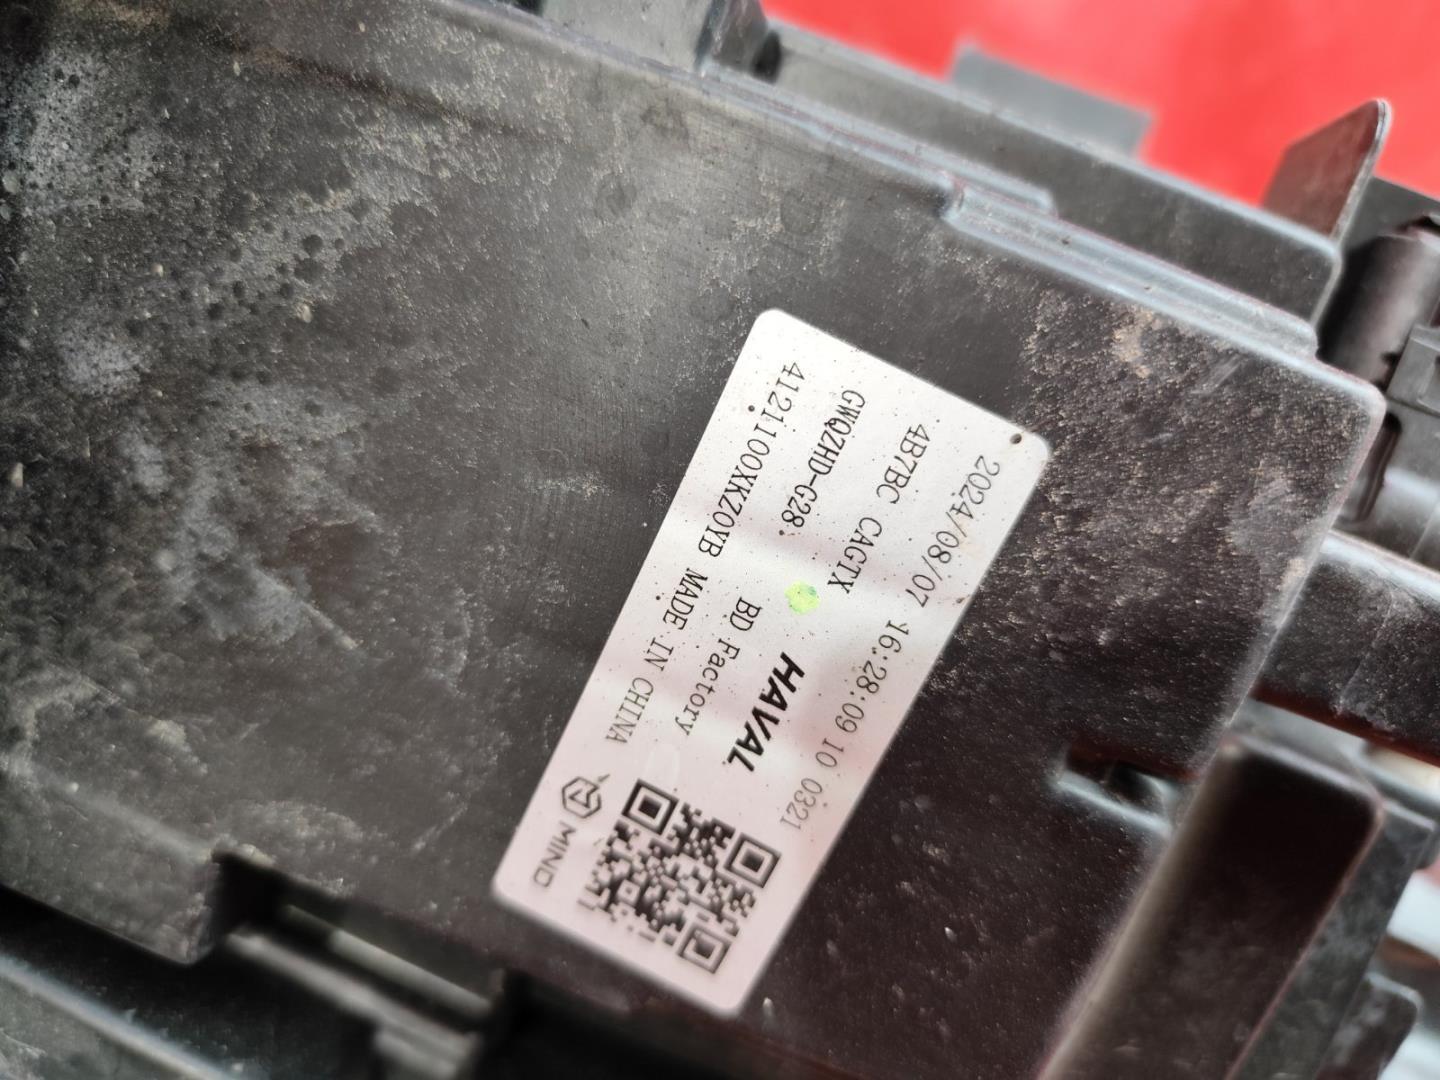 2024/08/07 16:28:09 10 0321
4B7BC CAGTX
HAVAL
GWQZHD-G28
BD Factory
4121100XKZ0YB MADE IN CHINA
MIND